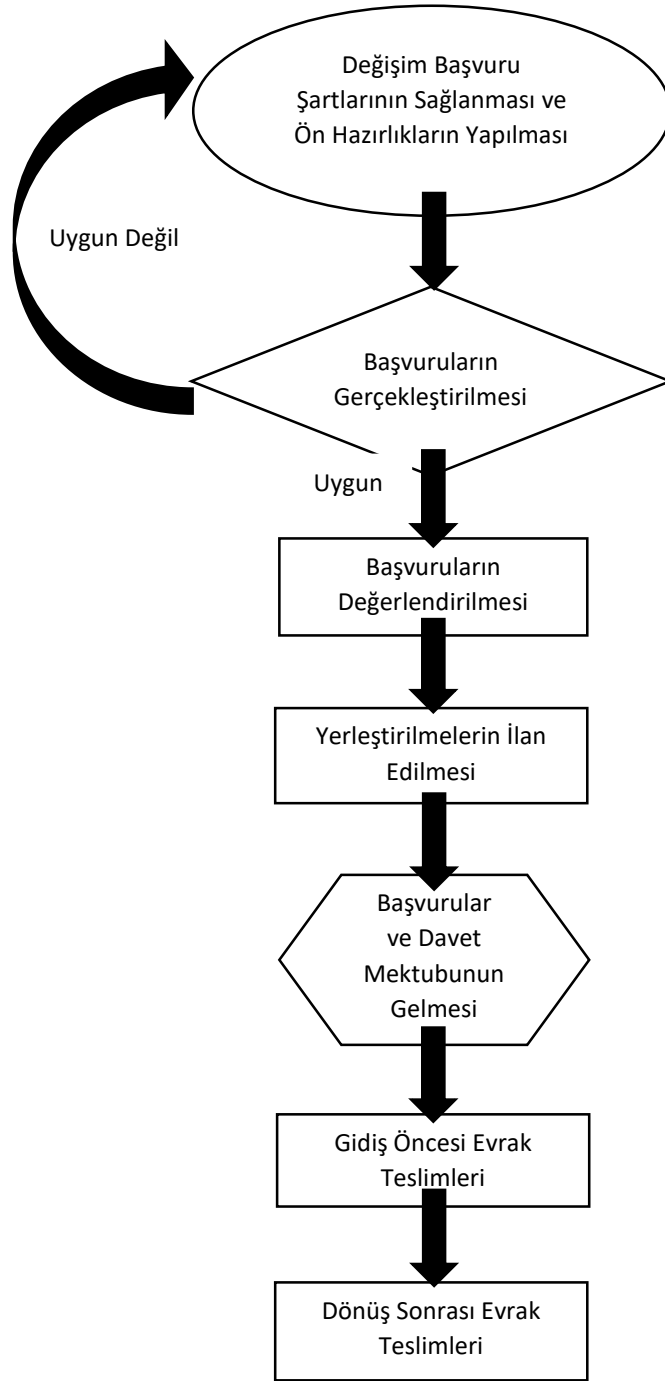 Değişim Başvuru
Şartlarının Sağlanması ve
Ön Hazırlıkların Yapılması
Uygun Değil
Başvuruların
Gerçekleştirilmesi
Uygun
Başvuruların
Değerlendirilmesi
Yerleştirilmelerin İlan
Edilmesi
Başvurular
ve Davet
Mektubunun
Gelmesi
Gidiş Öncesi Evrak
Teslimleri
Dönüş Sonrası Evrak
Teslimleri